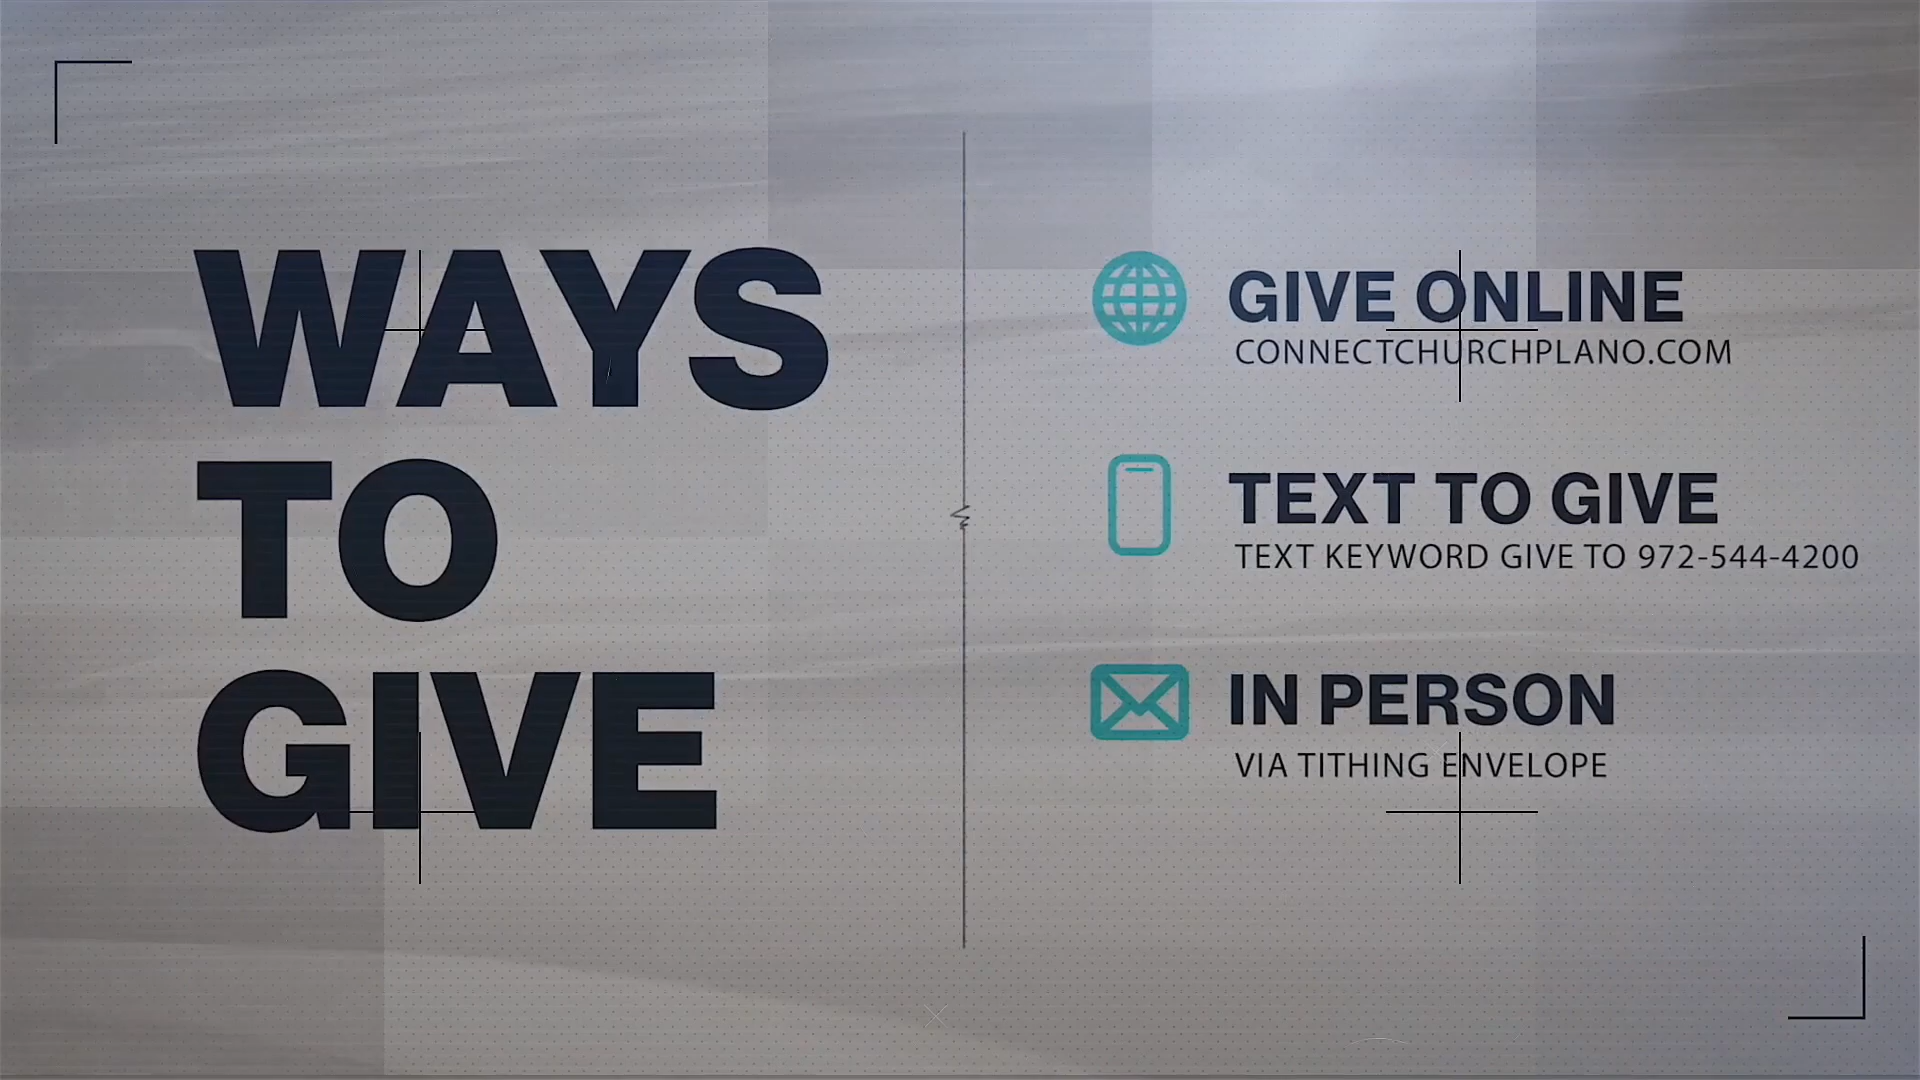 WAYS
TO
GIVE
GIVE ONLINE
CONNECTCHURCHPLANO.COM
TEXT TO GIVE
TEXT KEYWORD GIVE TO 972-544-4200
IN PERSON
VIA TITHING ENVELOPE